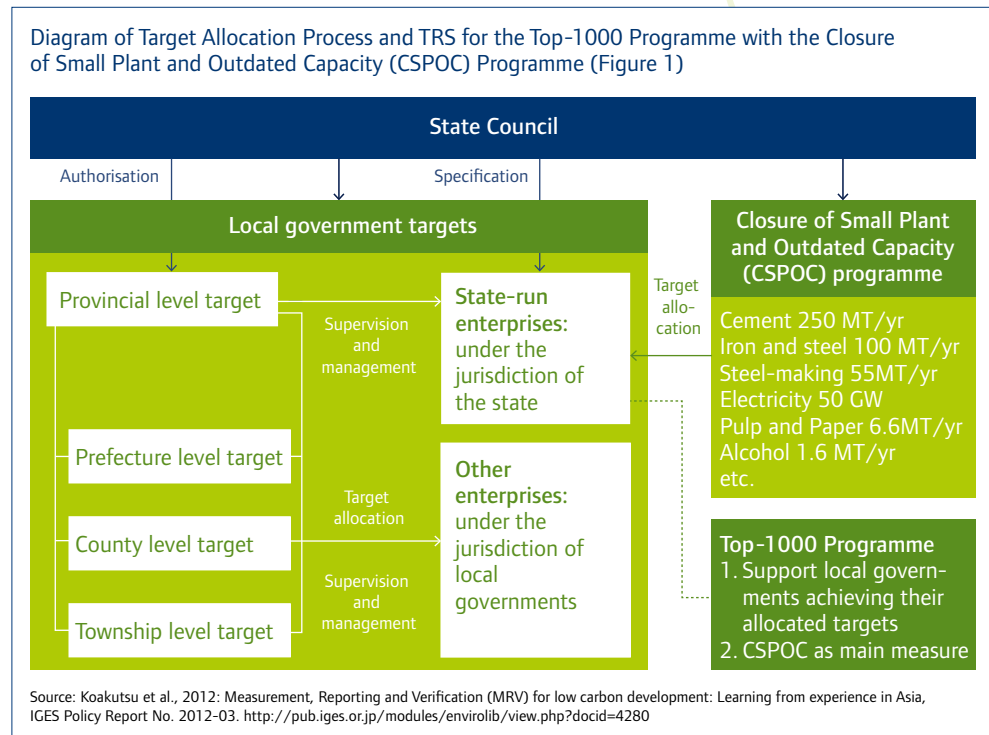 Diagram of Target Allocation Process and TRS for the Top-1000 Programme with the Closure
of Small Plant and Outdated Capacity (CSPOC) Programme (Figure 1)
State Council
Authorisation
Specification
Local government targets
Closure of Small Plant
and Outdated Capacity
(CSPOC) programme
Provincial level target
Prefecture level target
County level target
Township level target
Supervision
and
management
Target
allocation
Supervision
and
management
State-run
enterprises:
under the
jurisdiction of
the state
Other
enterprises:
under the
jurisdiction of
local
governments
Target
allo-
cation
Cement 250 MT/yr
Iron and steel 100 MT/yr
Steel-making 55MT/yr
Electricity 50 GW
Pulp and Paper 6.6MT/yr
Alcohol 1.6 MT/yr
etc.
Top-1000 Programme
1. Support local govern-
ments achieving their
allocated targets
2. CSPOC as main measure
Source: Koakutsu et al., 2012: Measurement, Reporting and Verification (MRV) for low carbon development: Learning from experience in Asia,
IGES Policy Report No. 2012-03. http://pub.iges.or.jp/modules/envirolib/view.php?docid=4280